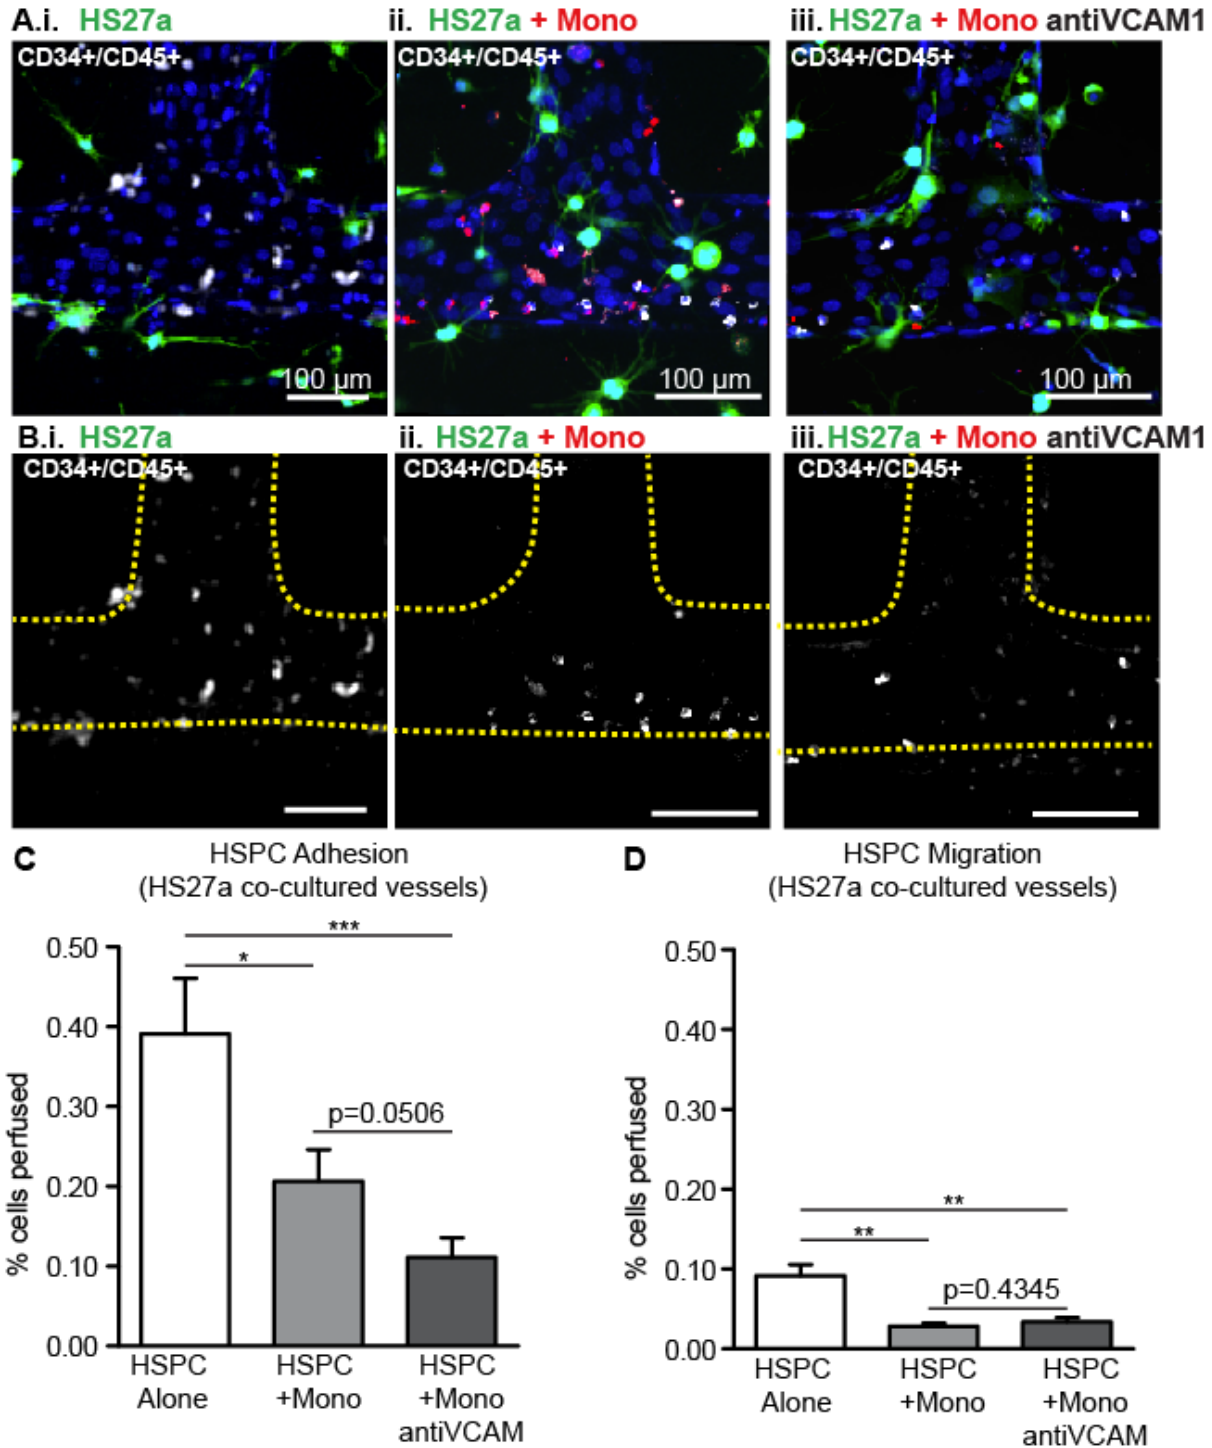 A.i. HS27a
ii. HS27a + Mono
iii. HS27a + Mono antiVCAM1
CD34+/CD45+
CD34+/CD45+
CD34+/CD45+
100 µm
100 µm
100 µm
B.i. HS27a
ii. HS27a + Mono
iii. HS27a + Mono antiVCAM1
CD34+/CD45+
CD34+/CD45+
CD34+/CD45+
C
HSPC Adhesion
(HS27a co-cultured vessels)
% cells perfused
0.50
0.40
0.30
0.20
0.10
0.00
***
*
p=0.0506
HSPC
Alone
HSPC
+Mono
HSPC
+Mono
antiVCAM
D
HSPC Migration
(HS27a co-cultured vessels)
% cells perfused
0.50
0.40
0.30
0.20
0.10
0.00
**
**
p=0.4345
HSPC
Alone
HSPC
+Mono
HSPC
+Mono
antiVCAM